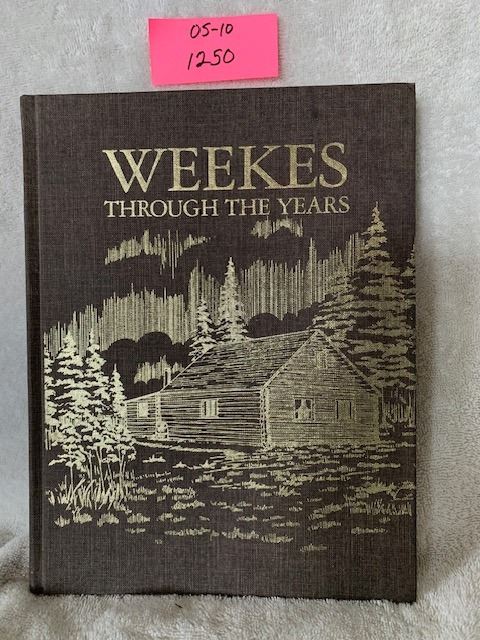 05-10
1250
WEEKES
THROUGH THE YEARS